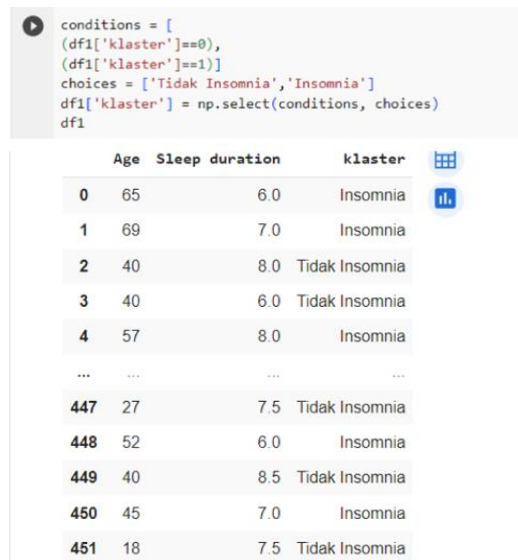 conditions = [
(df1['klaster']==0),
(df1['klaster']==1)]
choices = ['Tidak Insomnia','Insomnia']
df1['klaster'] = np.select(conditions, choices)
df1
Age Sleep duration klaster
0 65 6.0 Insomnia
1 69 7.0 Insomnia
2 40 8.0 Tidak Insomnia
3 40 6.0 Tidak Insomnia
4 57 8.0 Insomnia
... ... ... ...
447 27 7.5 Tidak Insomnia
448 52 6.0 Insomnia
449 40 8.5 Tidak Insomnia
450 45 7.0 Insomnia
451 18 7.5 Tidak Insomnia